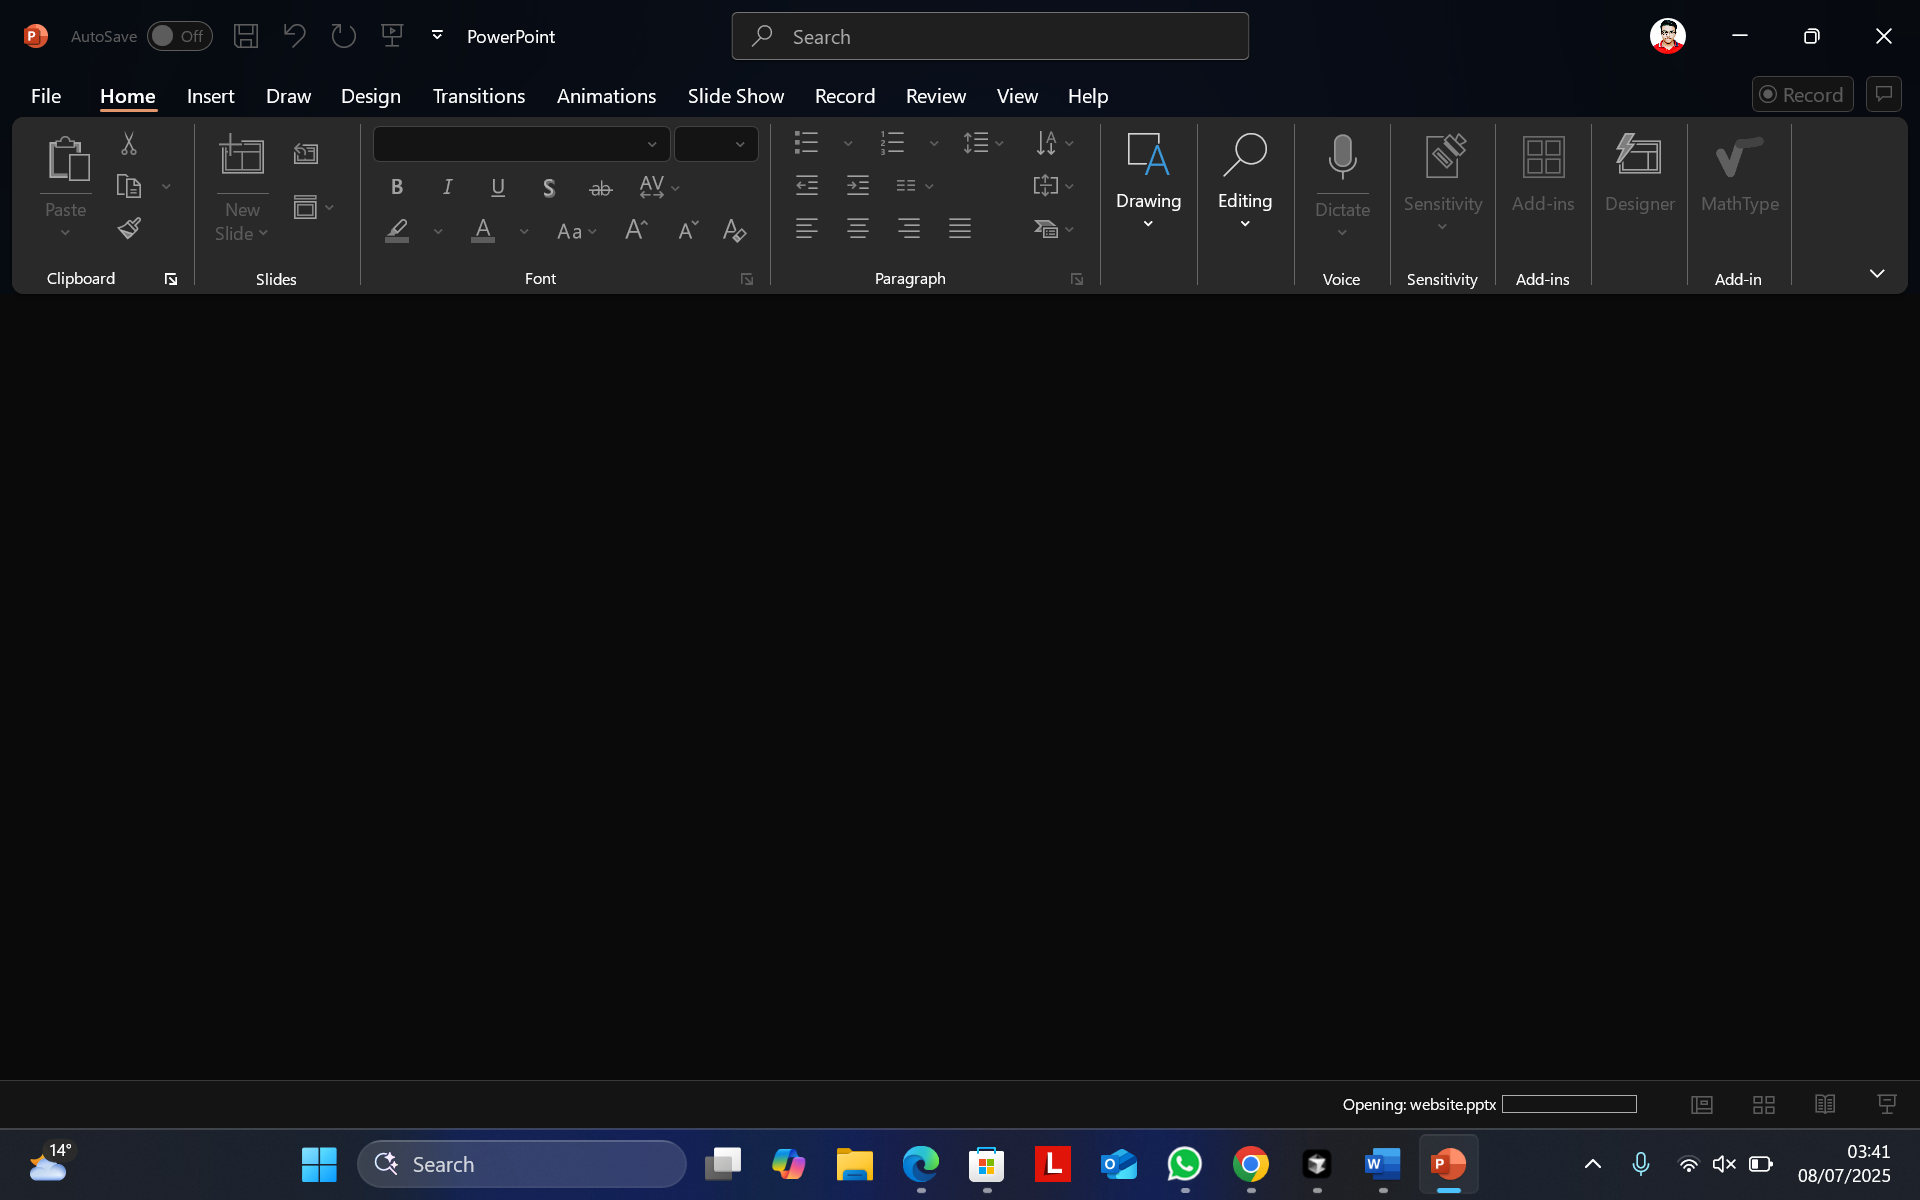 AutoSave Off PowerPoint Search
File Home Insert Draw Design Transitions Animations Slide Show Record Review View Help Record
Paste
New
Slide
B I U S ab AV
Aa A A A
Drawing
Editing
Dictate
Sensitivity
Add-ins
Designer
MathType
Clipboard Slides Font Paragraph Voice Sensitivity Add-ins Add-in
Opening: website.pptx
14°
Search
03:41
08/07/2025